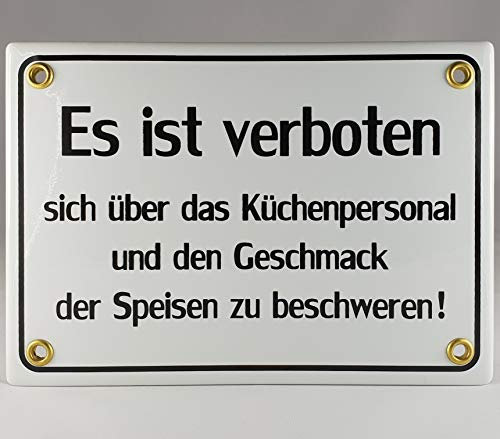 Es ist verboten
sich über das Küchenpersonal
und den Geschmack
der Speisen zu beschweren!